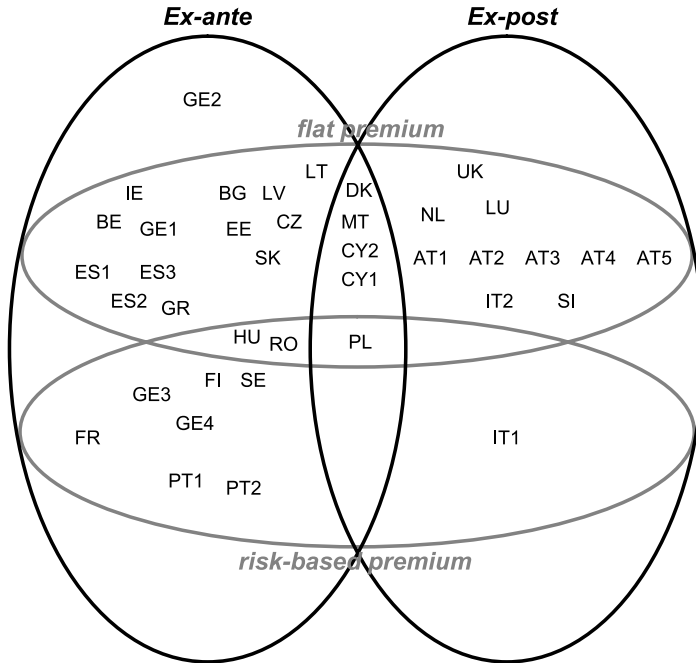 Ex-ante Ex-post
GE2
flat premium
LT UK
IE BG LV DK
BE GE1 EE CZ MT NL LU
SK CY2 AT1 AT2 AT3 AT4 AT5
ES1 ES3 CY1
ES2 GR IT2 SI
HU RO PL
FI SE
GE3
GE4
FR IT1
PT1 PT2
risk-based premium